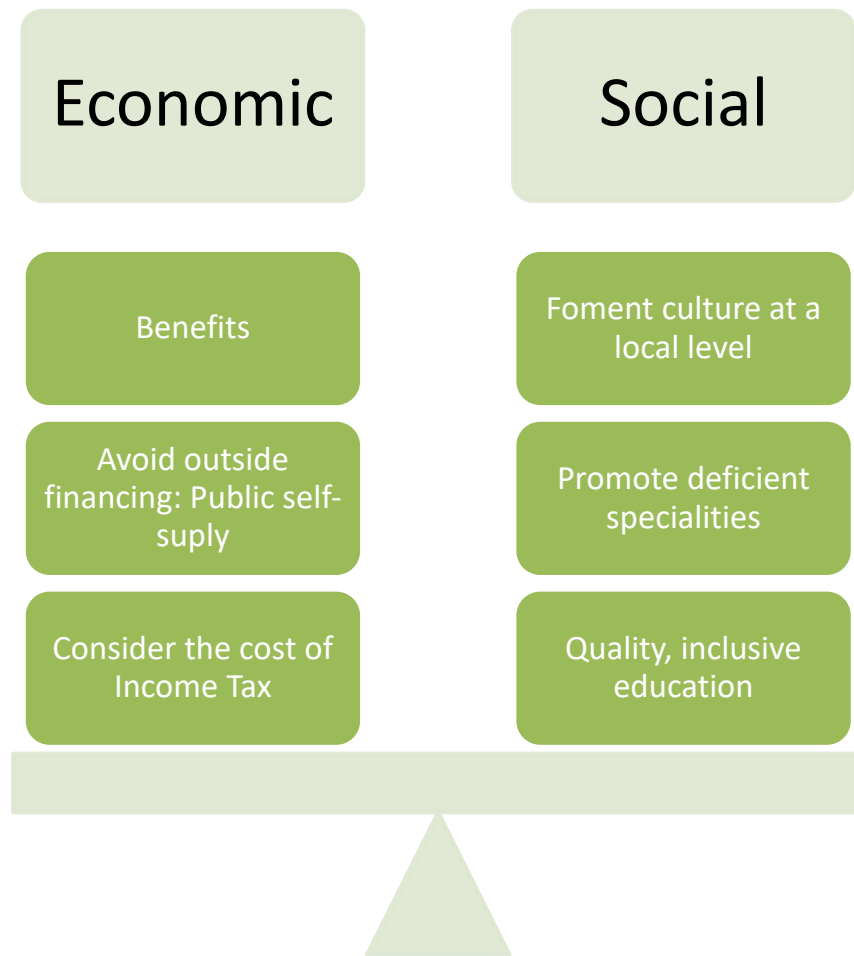 Economic
Social
Benefits
Avoid outside
financing: Public self-
suply
Consider the cost of
Income Tax
Foment culture at a
local level
Promote deficient
specialities
Quality, inclusive
education